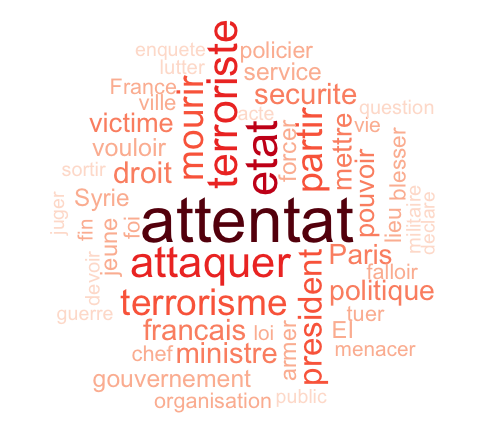 enquete
policier
lutter
terroriste
service
France
mourir
securite
ville
acte
partir
question
victime
etat
forcer
mettre
vie
vouloir
blesser
droit
pouvoir
sortir
Syrie
militaire
juger
attentat
lieu
declare
fin
jeune
foi
attaquer
Paris
devoir
president
falloir
terrorisme
politique
guerre
tuer
francais
loi
armer
El
chef
ministre
menacer
gouvernement
organisation
public